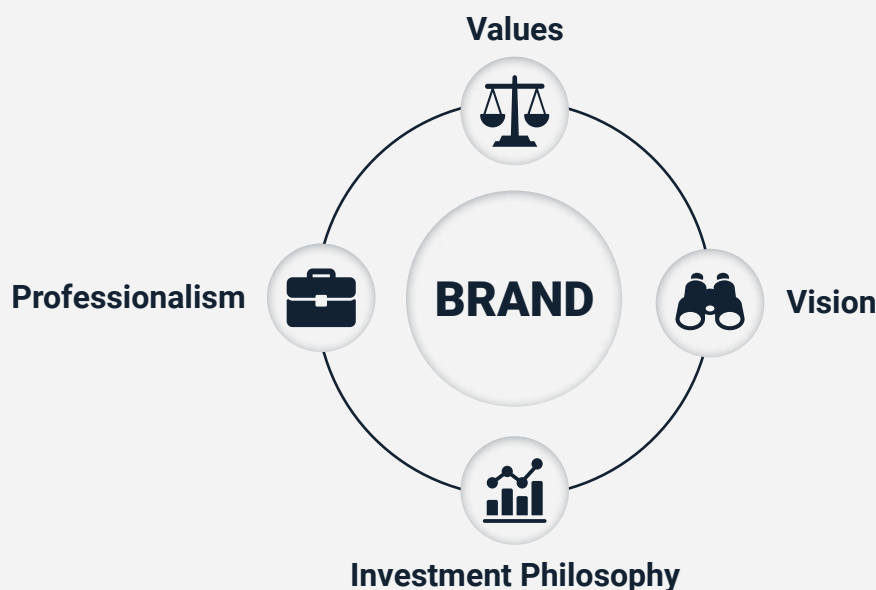 Values
Professionalism
BRAND
Vision
Investment Philosophy